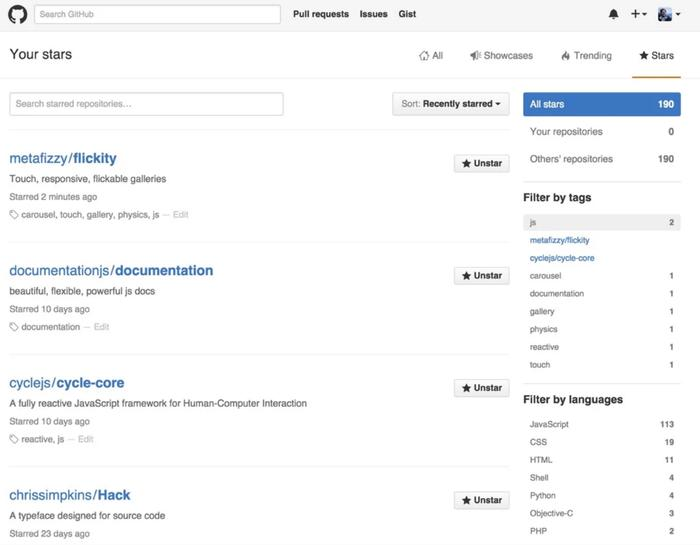 Search GitHub
Pull requests Issues Gist
Your stars
All Showcases Trending Stars
Search starred repositories…
Sort: Recently starred
metafizzy/flickity
Unstar
Touch, responsive, flickable galleries
Starred 2 minutes ago
carousel, touch, gallery, physics, js — Edit
documentationjs/documentation
Unstar
beautiful, flexible, powerful js docs
Starred 10 days ago
documentation — Edit
cyclejs/cycle-core
Unstar
A fully reactive JavaScript framework for Human-Computer Interaction
Starred 10 days ago
reactive, js — Edit
chrissimpkins/Hack
Unstar
A typeface designed for source code
Starred 23 days ago
All stars 190
Your repositories 0
Others' repositories 190
Filter by tags
js 2
metafizzy/flickity
cyclejs/cycle-core
carousel 1
documentation 1
gallery 1
physics 1
reactive 1
touch 1
Filter by languages
JavaScript 113
CSS 19
HTML 11
Shell 4
Python 4
Objective-C 3
PHP 2